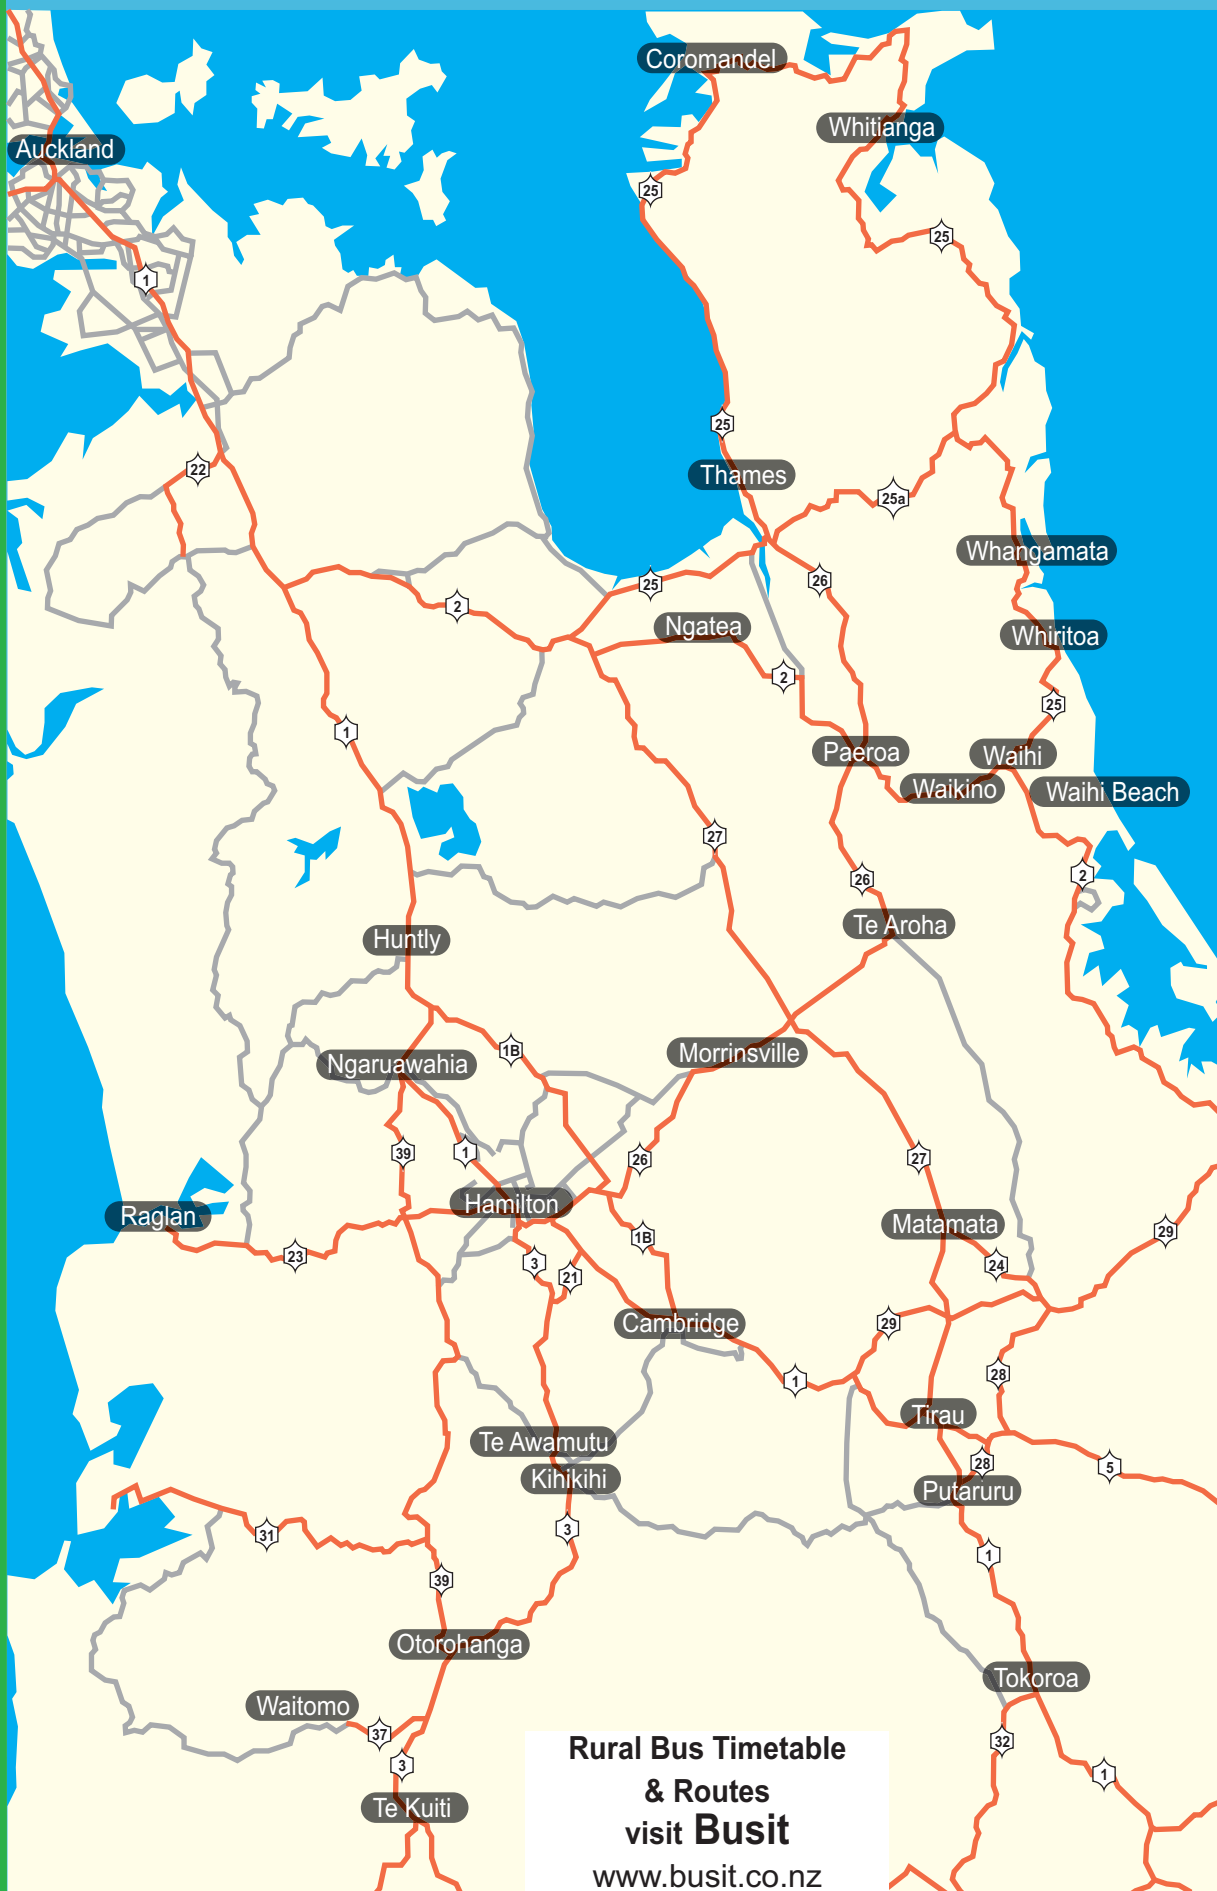 Coromandel
Whitianga
Auckland
25
25
1
25
Thames
22
25a
Whangamata
26
25
2
Ngatea
Whiritoa
2
25
1
Paeroa
Waihi
Waikino
Waihi Beach
27
26
2
Te Aroha
Huntly
1B
Morrinsville
Ngaruawahia
39
1
26
27
Hamilton
Raglan
Matamata
23
1B
29
3
21
24
Cambridge
29
28
1
Tirau
Te Awamutu
28
5
Kihikihi
Putaruru
3
31
1
39
Otorohanga
Tokoroa
Waitomo
37
32
3
1
Te Kuiti
Rural Bus Timetable
& Routes
visit Busit
www.busit.co.nz